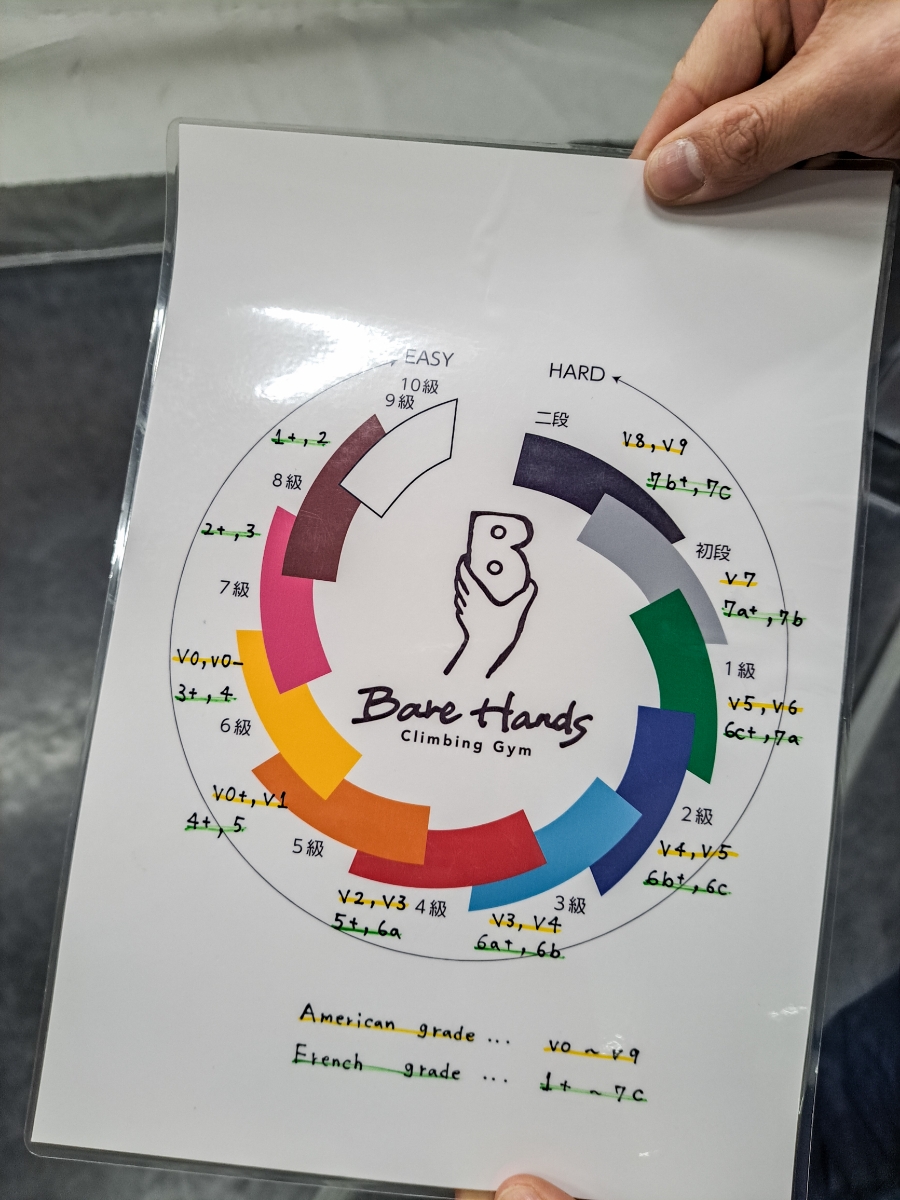 EASY
10級
9級
1+, 2
8級
2+, 3
7級
V0, V0-
3+, 4
6級
V0+, V1
4+, 5
5級
V2, V3
4級
5+, 6a
V3, V4
3級
6a+, 6b
V4, V5
2級
6b+, 6c
V5, V6
1級
6c+, 7a
V7
初段
7a+, 7b
V8, V9
二段
7b+, 7c
HARD
B
Bare Hands
Climbing Gym
American grade ... V0 ~ V9
French grade ... 1+ ~ 7c